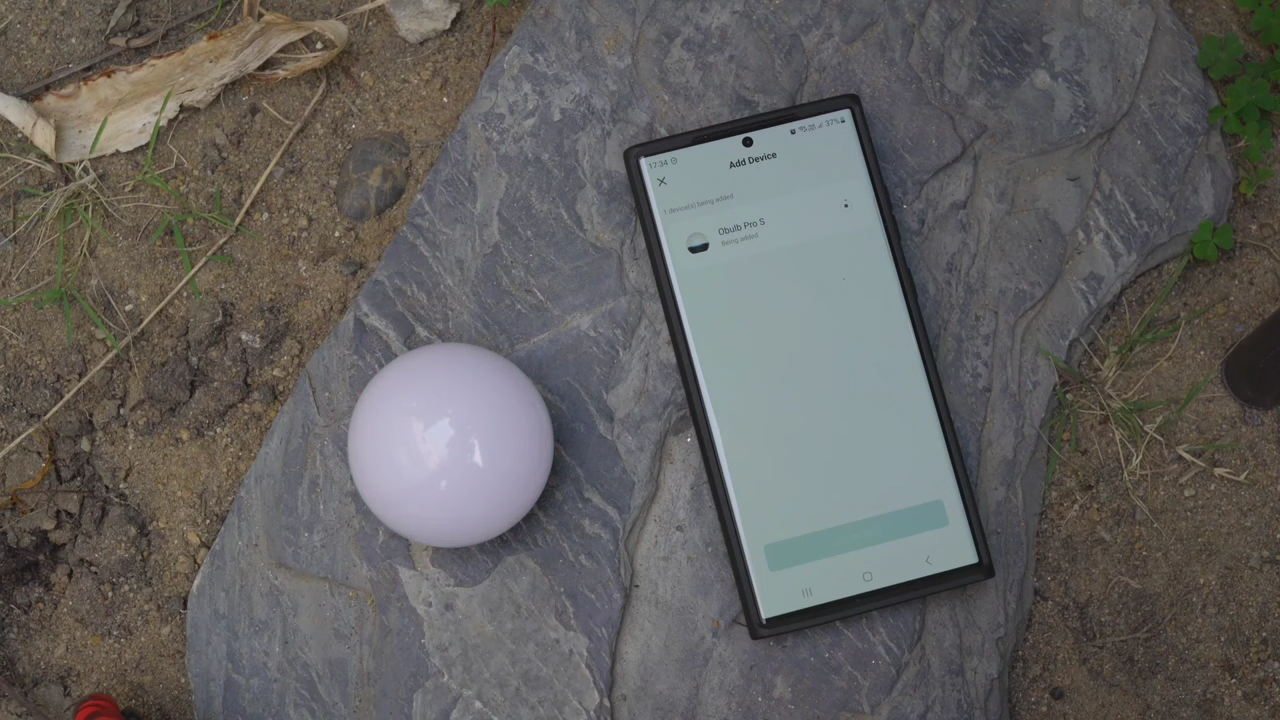 17:34
37%
Add Device
1 device(s) being added
Obulb Pro S
Being added